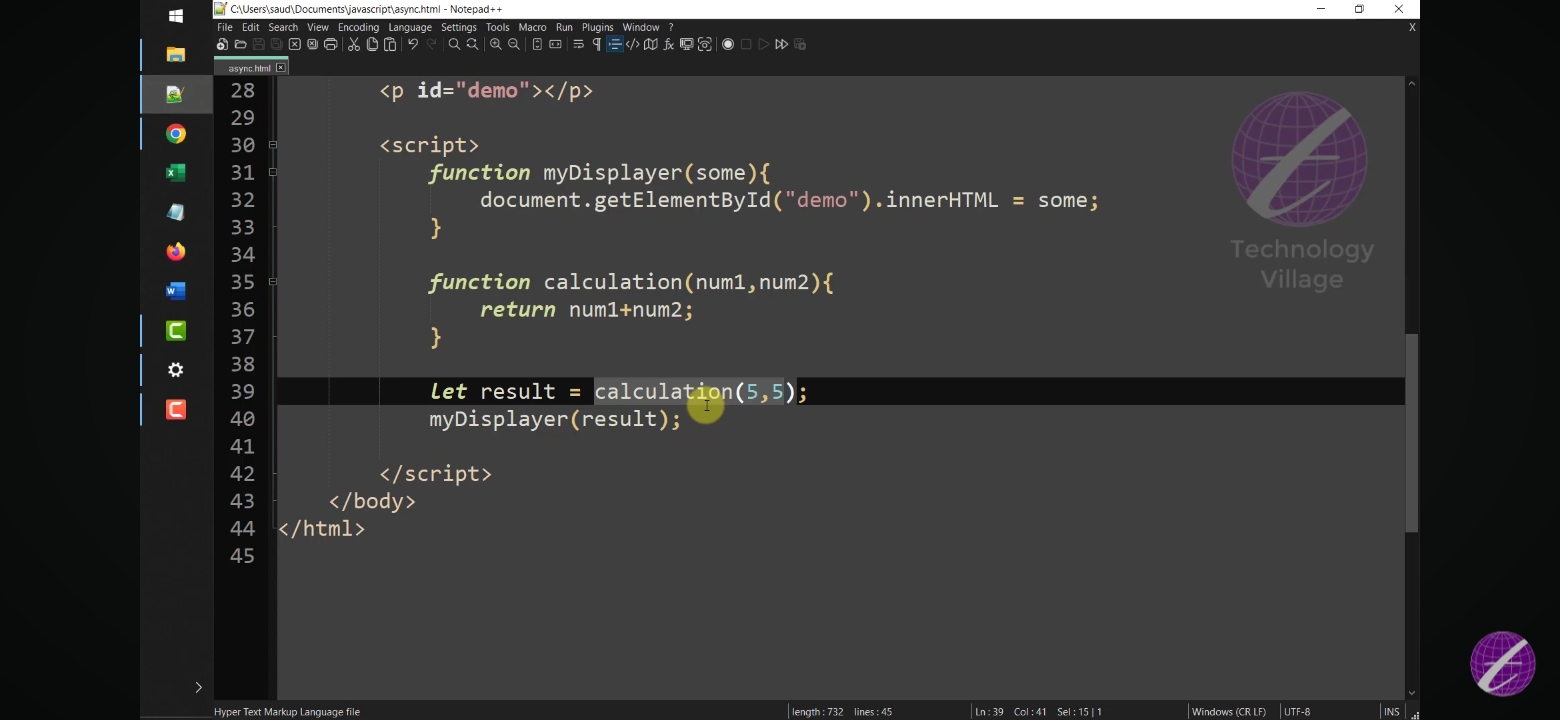 C:\Users\saud\Documents\javascript\async.html - Notepad++
File Edit Search View Encoding Language Settings Tools Macro Run Plugins Window ? X
async.html
28 <p id="demo"></p>
29
30 <script>
31 function myDisplayer(some){
32 document.getElementById("demo").innerHTML = some;
33 }
34
35 function calculation(num1,num2){
36 return num1+num2;
37 }
38
39 let result = calculation(5,5);
40 myDisplayer(result);
41
42 </script>
43 </body>
44 </html>
45
Technology
Village
Hyper Text Markup Language file length : 732 lines : 45 Ln : 39 Col : 41 Sel : 15 | 1 Windows (CR LF) UTF-8 INS